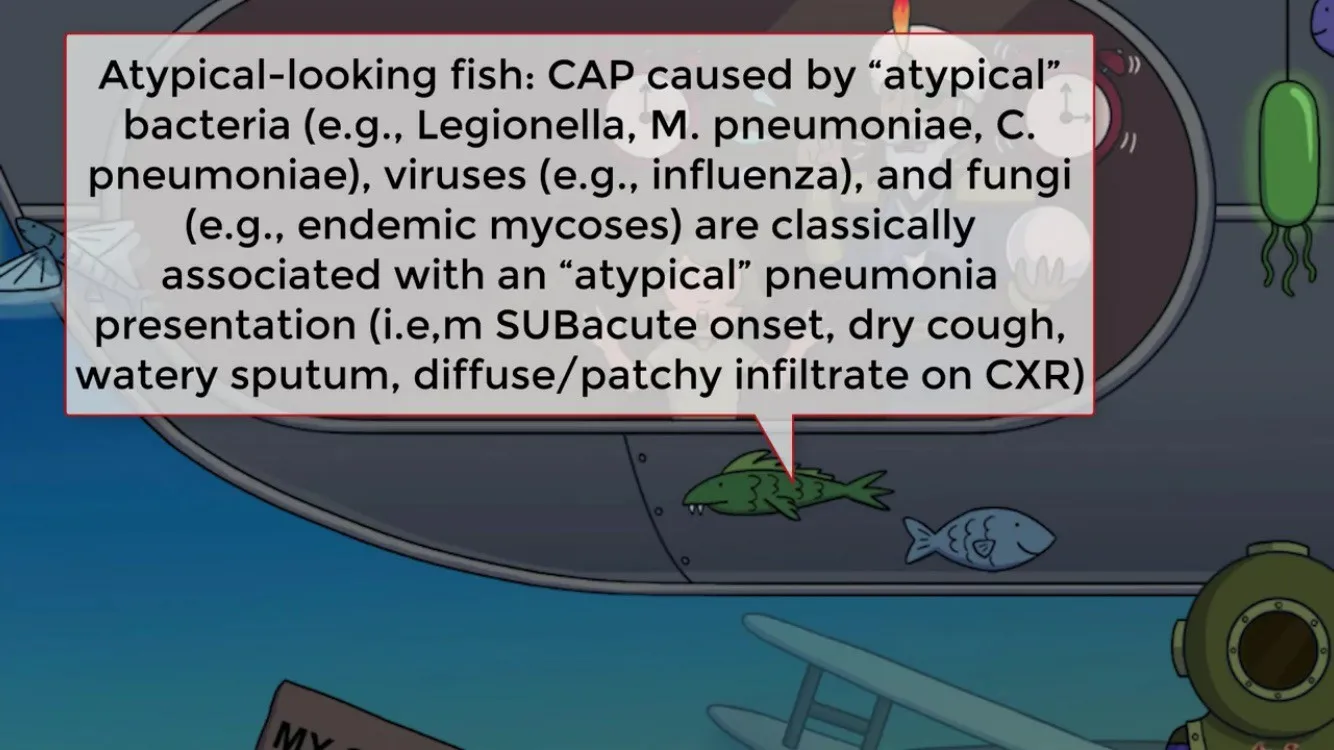 Atypical-looking fish: CAP caused by “atypical”
bacteria (e.g., Legionella, M. pneumoniae, C.
pneumoniae), viruses (e.g., influenza), and fungi
(e.g., endemic mycoses) are classically
associated with an “atypical” pneumonia
presentation (i.e,m SUBacute onset, dry cough,
watery sputum, diffuse/patchy infiltrate on CXR)
MY